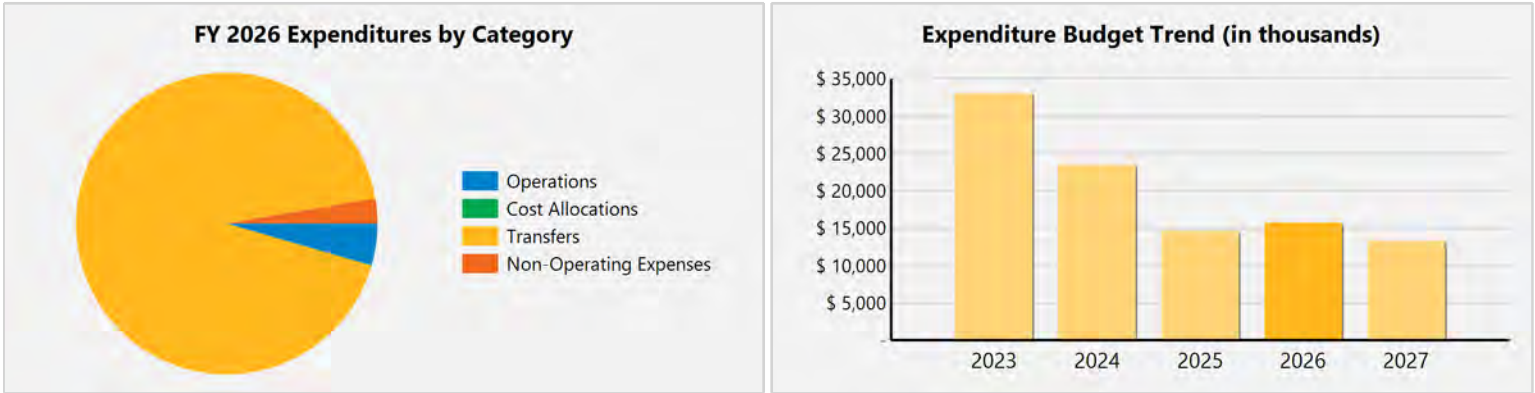 FY 2026 Expenditures by Category
Operations
Cost Allocations
Transfers
Non-Operating Expenses
Expenditure Budget Trend (in thousands)
$ 35,000
$ 30,000
$ 25,000
$ 20,000
$ 15,000
$ 10,000
$ 5,000
-
2023 2024 2025 2026 2027